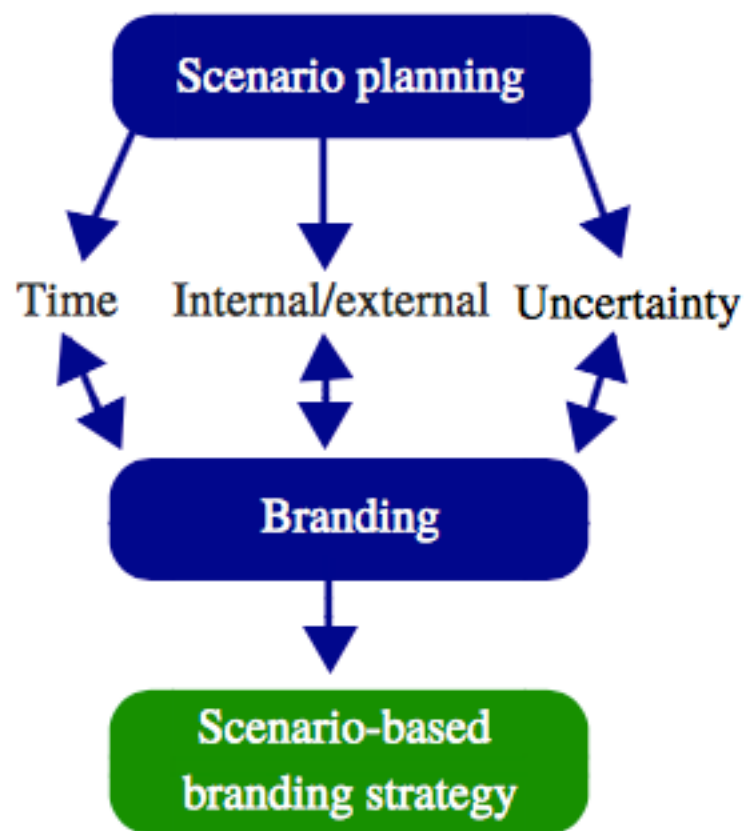 Scenario planning
Time Internal/external Uncertainty
Branding
Scenario-based
branding strategy